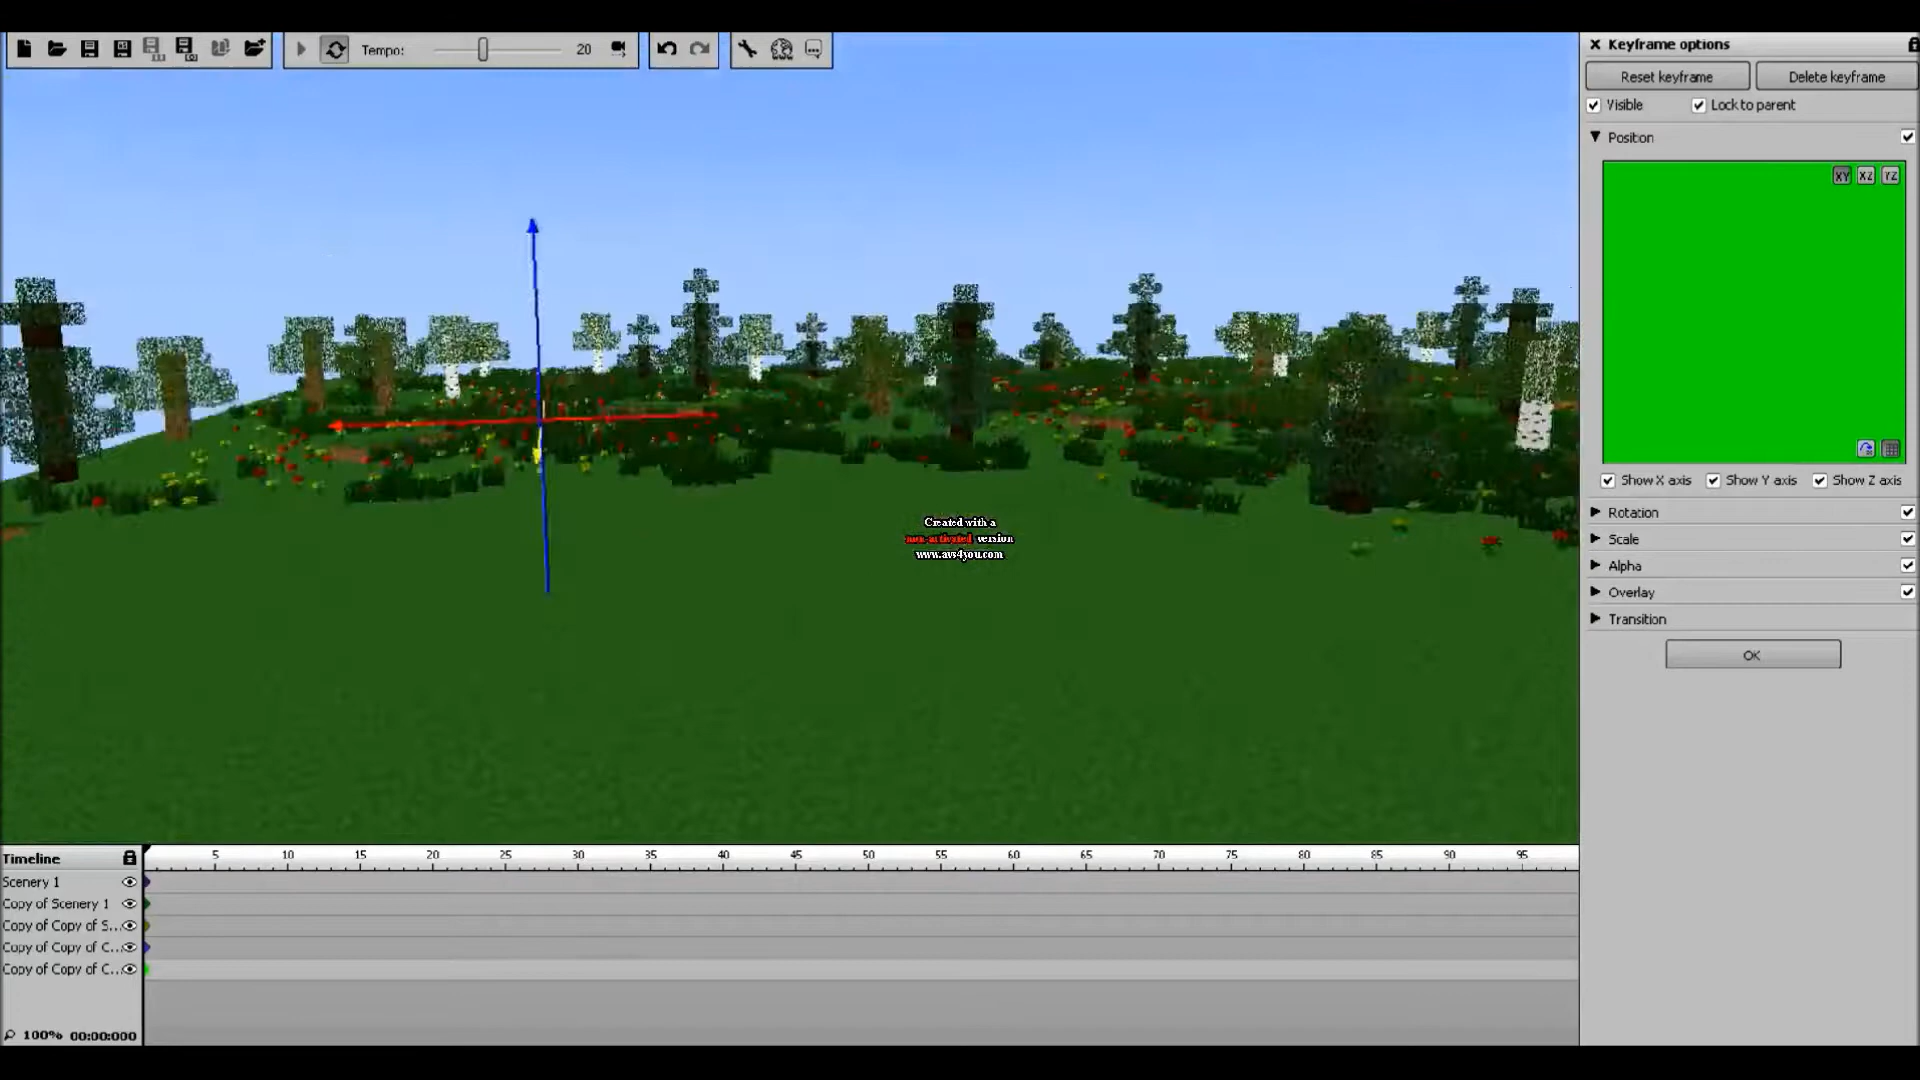 Tempo: 20
Keyframe options
Reset keyframe Delete keyframe
Visible Lock to parent
Position
XY XZ YZ
Show X axis Show Y axis Show Z axis
Rotation
Scale
Alpha
Overlay
Transition
OK
Created with a
non-activated version
www.avs4you.com
Timeline 5 10 15 20 25 30 35 40 45 50 55 60 65 70 75 80 85 90 95
Scenery 1
Copy of Scenery 1
Copy of Copy of S...
Copy of Copy of C...
Copy of Copy of C...
100% 00:00:000